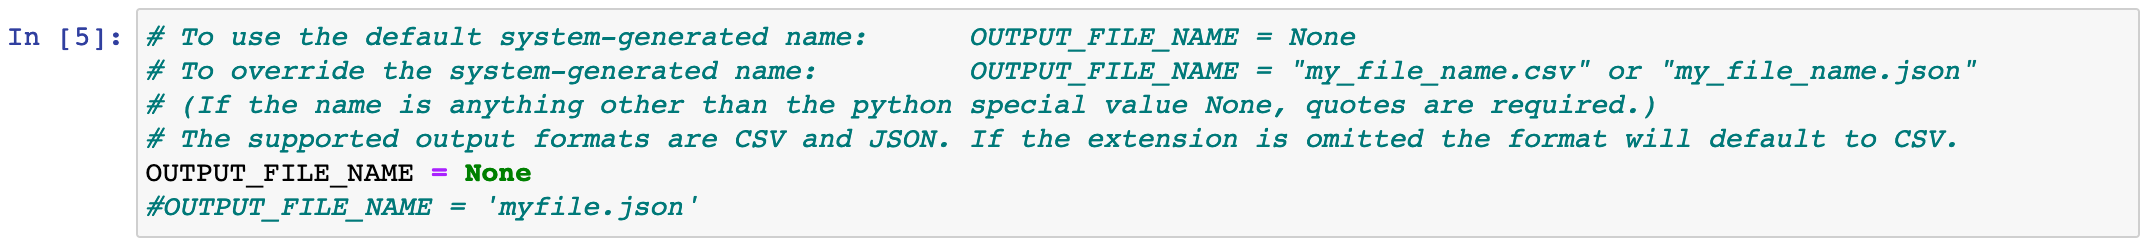 In [5]: # To use the default system-generated name:      OUTPUT_FILE_NAME = None
# To override the system-generated name:         OUTPUT_FILE_NAME = "my_file_name.csv" or "my_file_name.json"
# (If the name is anything other than the python special value None, quotes are required.)
# The supported output formats are CSV and JSON. If the extension is omitted the format will default to CSV.
OUTPUT_FILE_NAME = None
#OUTPUT_FILE_NAME = 'myfile.json'